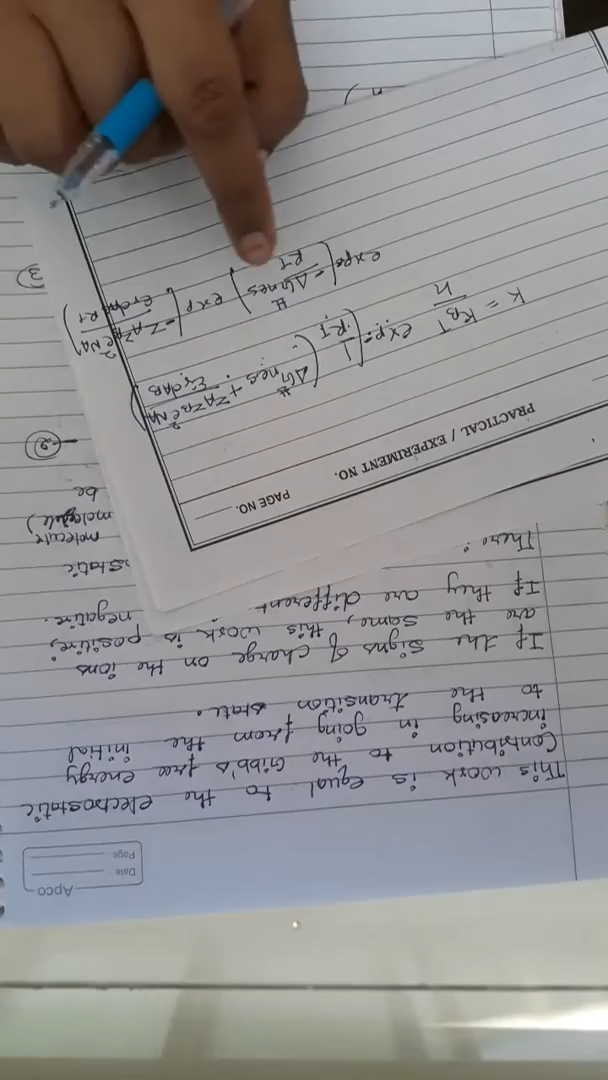 Apco
Date
Page
This work is equal to the electrostatic
Contribution to the Gibb's free energy
increasing in going from the initial
to the transition state.
If the signs of charge on the ions
are the same, this work is positive,
If they are different negative.
There
static
molecule
molecule)
be
2
3
PRACTICAL / EXPERIMENT NO.
PAGE NO.
K = KBT/h exp - [1/RT (ΔG‡nes + ZAZBe²NA/ErdAB)]
exp (-ΔG‡nes/RT) exp